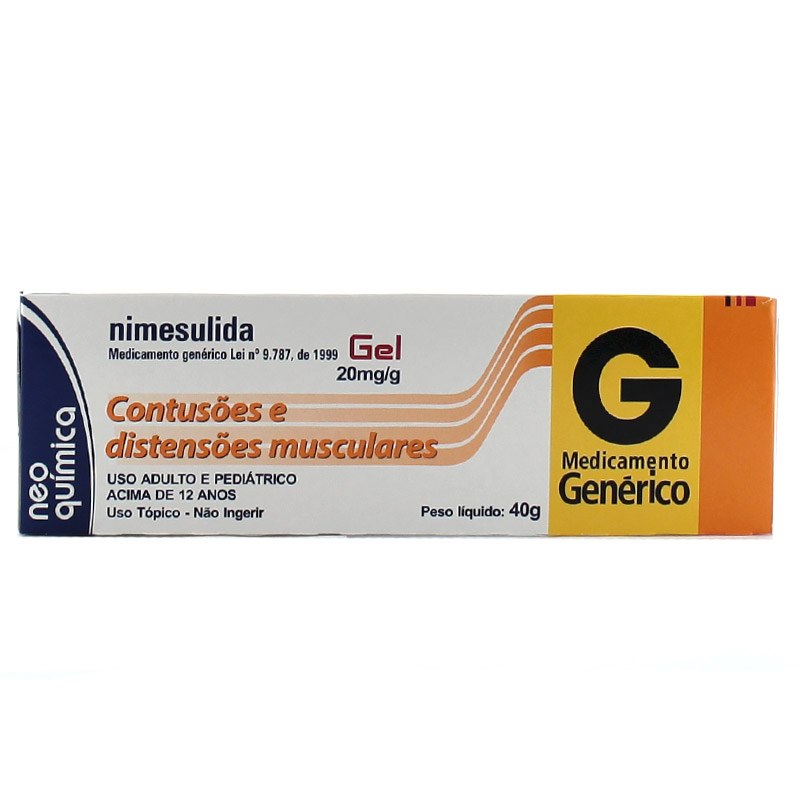 neo
química
nimesulida
Medicamento genérico Lei nº 9.787, de 1999
Gel
20mg/g
Contusões e
distensões musculares
USO ADULTO E PEDIÁTRICO
ACIMA DE 12 ANOS
Uso Tópico - Não Ingerir
Peso líquido: 40g
G
Medicamento
Genérico